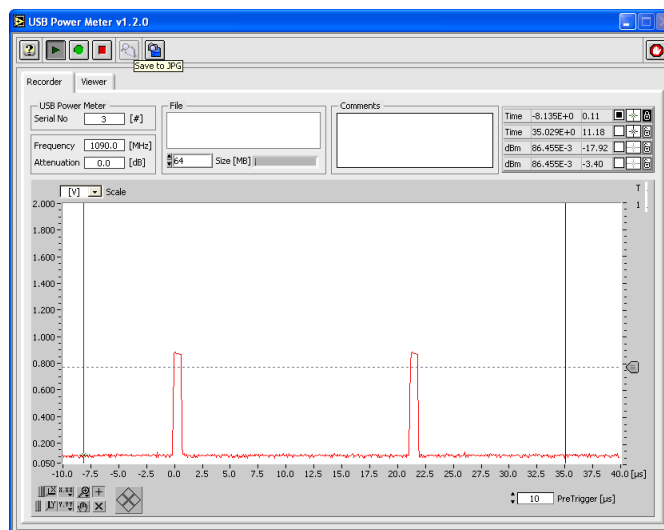 USB Power Meter v1.2.0
Save to JPG
Recorder Viewer
USB Power Meter
Serial No 3 [#]
Frequency 1090.0 [MHz]
Attenuation 0.0 [dB]
File
64 Size [MB]
Comments
Time -8.135E+0 0.11
Time 35.029E+0 11.18
dBm 86.455E-3 -17.92
dBm 86.455E-3 -3.40
[V] Scale
T
1
2.000
1.800
1.600
1.400
1.200
1.000
0.800
0.600
0.400
0.200
0.050
-10.0 -7.5 -5.0 -2.5 0.0 2.5 5.0 7.5 10.0 12.5 15.0 17.5 20.0 22.5 25.0 27.5 30.0 32.5 35.0 37.5 40.0 [µs]
10 PreTrigger [µs]